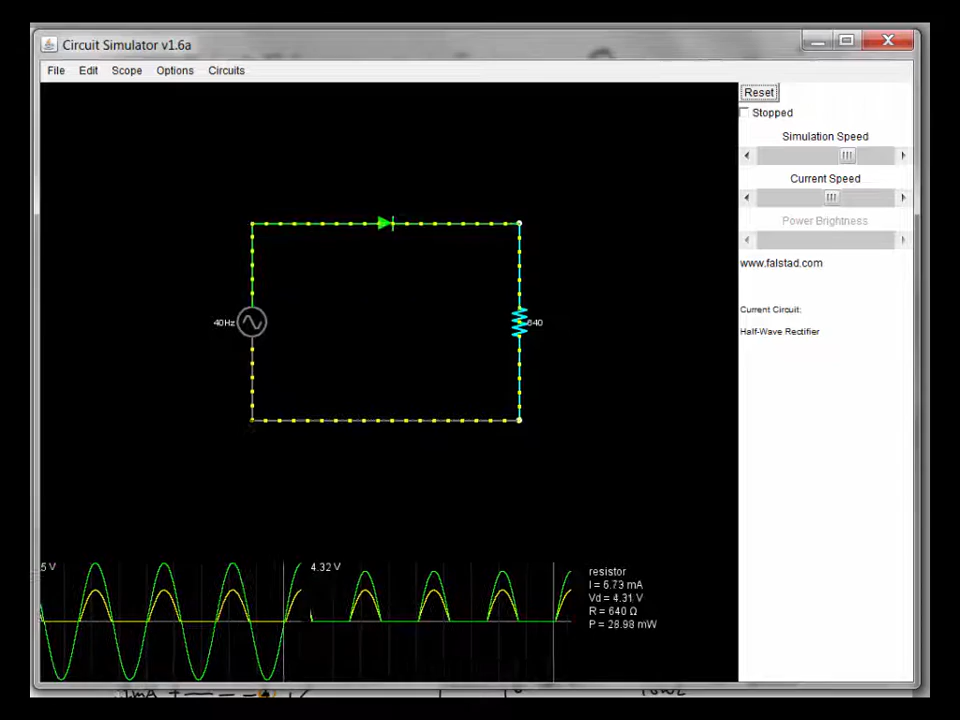 Circuit Simulator v1.6a
File Edit Scope Options Circuits
Reset
Stopped
Simulation Speed
Current Speed
Power Brightness
www.falstad.com
Current Circuit:
Half-Wave Rectifier
40Hz
640
5 V
4.32 V
resistor
I = 6.73 mA
Vd = 4.31 V
R = 640 Ω
P = 28.98 mW